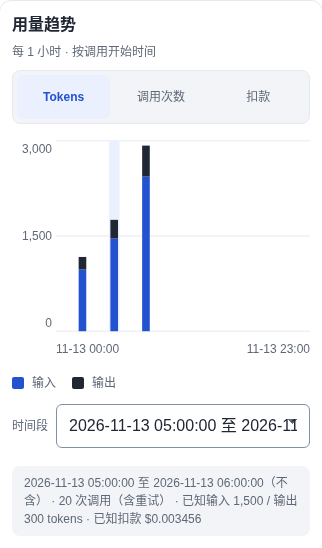 用量趋势
每 1 小时 · 按调用开始时间
Tokens 调用次数 扣款
3,000
1,500
0
11-13 00:00 11-13 23:00
输入 输出
时间段 2026-11-13 05:00:00 至 2026-11
2026-11-13 05:00:00 至 2026-11-13 06:00:00（不
含） · 20 次调用（含重试） · 已知输入 1,500 / 输出
300 tokens · 已知扣款 $0.003456